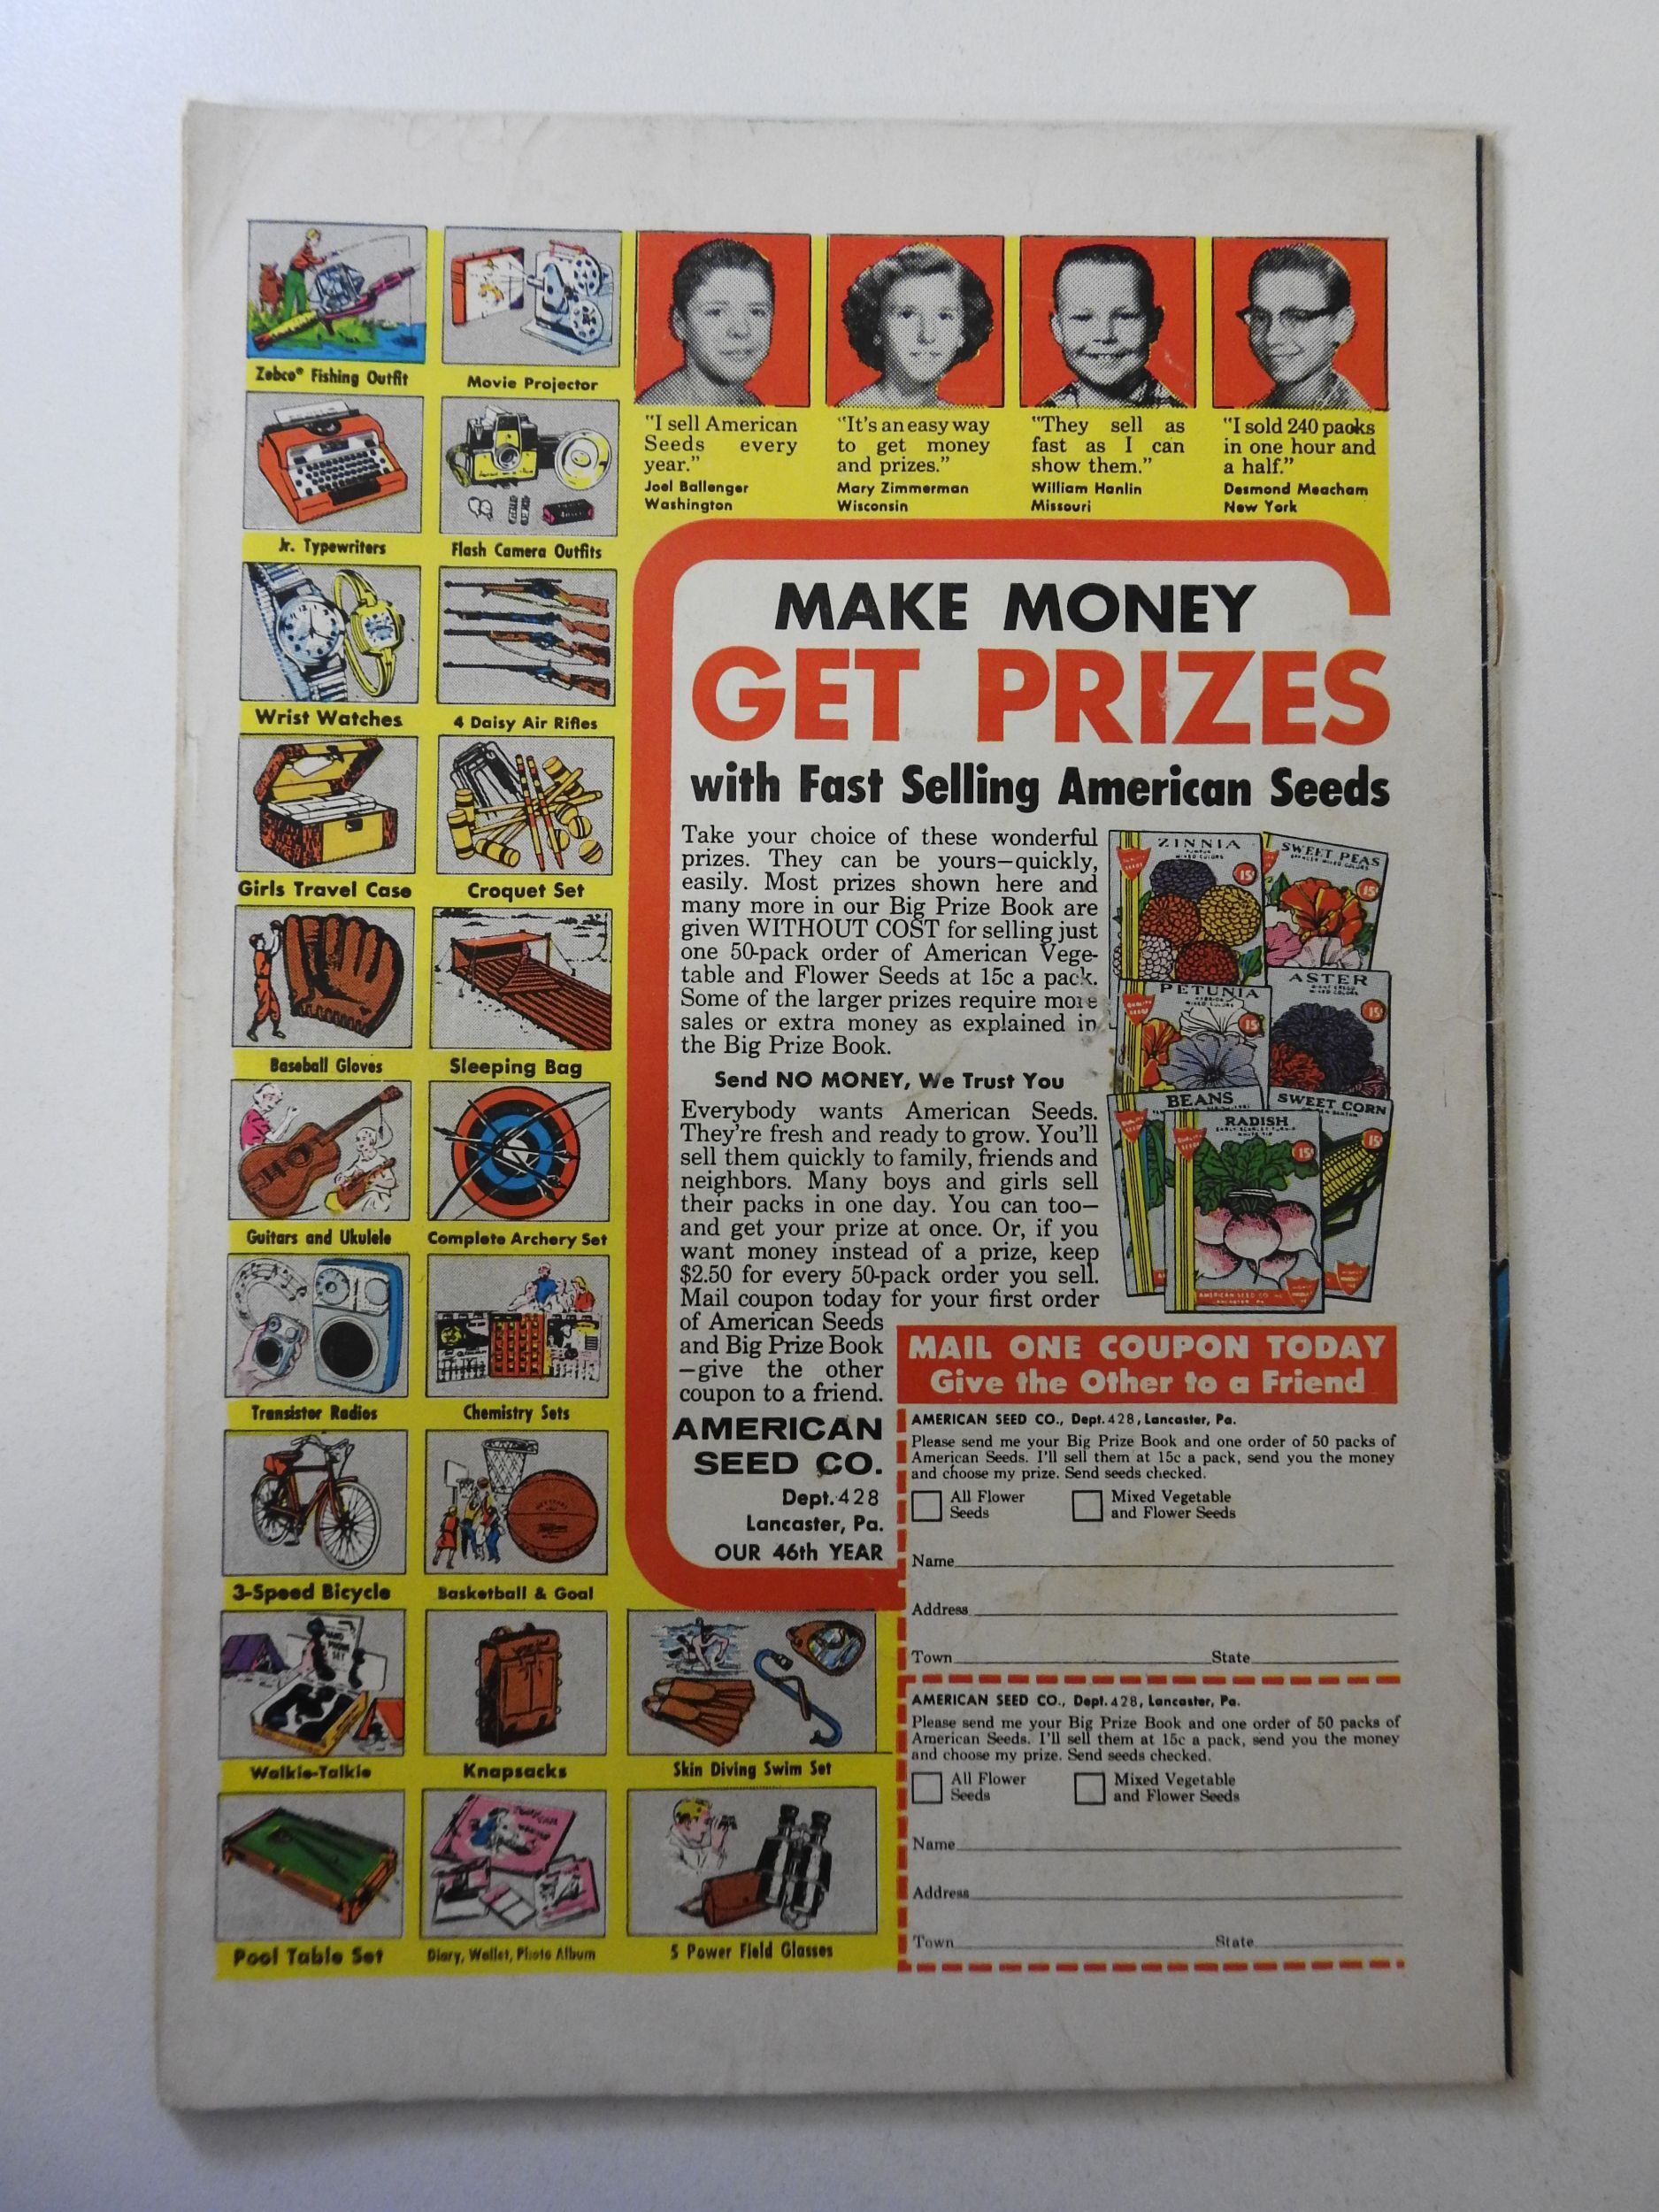 Zebco® Fishing Outfit
Movie Projector
Jr. Typewriters
Flash Camera Outfits
Wrist Watches
4 Daisy Air Rifles
Girls Travel Case
Croquet Set
Baseball Gloves
Sleeping Bag
Guitars and Ukulele
Complete Archery Set
Transistor Radios
Chemistry Sets
3-Speed Bicycle
Basketball & Goal
Walkie-Talkie
Knapsacks
Skin Diving Swim Set
Pool Table Set
Diary, Wallet, Photo Album
5 Power Field Glasses
"I sell American
Seeds every
year."
Joel Ballenger
Washington
"It's an easy way
to get money
and prizes."
Mary Zimmerman
Wisconsin
"They sell as
fast as I can
show them."
William Hanlin
Missouri
"I sold 240 packs
in one hour and
a half."
Desmond Meacham
New York
MAKE MONEY
GET PRIZES
with Fast Selling American Seeds
Take your choice of these wonderful
prizes. They can be yours—quickly,
easily. Most prizes shown here and
many more in our Big Prize Book are
given WITHOUT COST for selling just
one 50-pack order of American Vege-
table and Flower Seeds at 15c a pack.
Some of the larger prizes require more
sales or extra money as explained in
the Big Prize Book.
Send NO MONEY, We Trust You
Everybody wants American Seeds.
They're fresh and ready to grow. You'll
sell them quickly to family, friends and
neighbors. Many boys and girls sell
their packs in one day. You can too—
and get your prize at once. Or, if you
want money instead of a prize, keep
$2.50 for every 50-pack order you sell.
Mail coupon today for your first order
of American Seeds
and Big Prize Book
—give the other
coupon to a friend.
AMERICAN
SEED CO.
Dept. 428
Lancaster, Pa.
OUR 46th YEAR
ZINNIA
MIXED COLORS
15
SWEET PEAS
15
PETUNIA
MIXED COLORS
15
ASTER
MIXED COLORS
15
BEANS
SWEET CORN
15
RADISH
15
AMERICAN SEED CO.
LANCASTER PA
MAIL ONE COUPON TODAY
Give the Other to a Friend
AMERICAN SEED CO., Dept. 428, Lancaster, Pa.
Please send me your Big Prize Book and one order of 50 packs of
American Seeds. I'll sell them at 15c a pack, send you the money
and choose my prize. Send seeds checked.
All Flower
Seeds
Mixed Vegetable
and Flower Seeds
Name
Address
Town State
AMERICAN SEED CO., Dept. 428, Lancaster, Pa.
Please send me your Big Prize Book and one order of 50 packs of
American Seeds. I'll sell them at 15c a pack, send you the money
and choose my prize. Send seeds checked.
All Flower
Seeds
Mixed Vegetable
and Flower Seeds
Name
Address
Town State